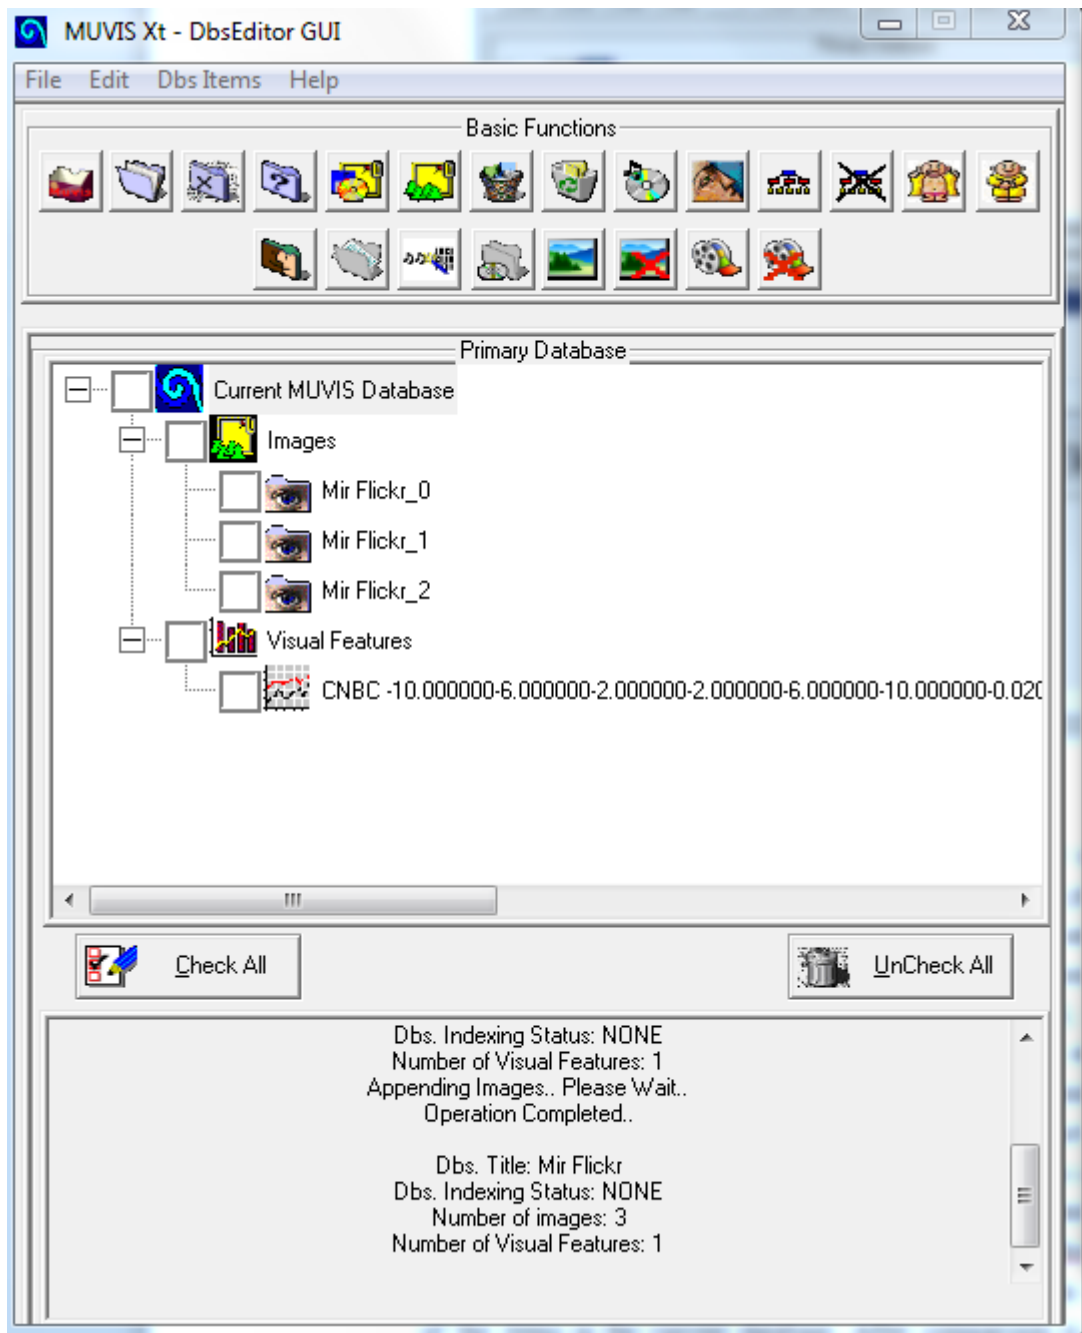 MUVIS Xt - DbsEditor GUI
File Edit Dbs Items Help
Basic Functions
Primary Database
Current MUVIS Database
Images
Mir Flickr_0
Mir Flickr_1
Mir Flickr_2
Visual Features
CNBC -10.000000-6.000000-2.000000-2.000000-6.000000-10.000000-0.020
Check All UnCheck All
Dbs. Indexing Status: NONE
Number of Visual Features: 1
Appending Images.. Please Wait..
Operation Completed..
Dbs. Title: Mir Flickr
Dbs. Indexing Status: NONE
Number of images: 3
Number of Visual Features: 1